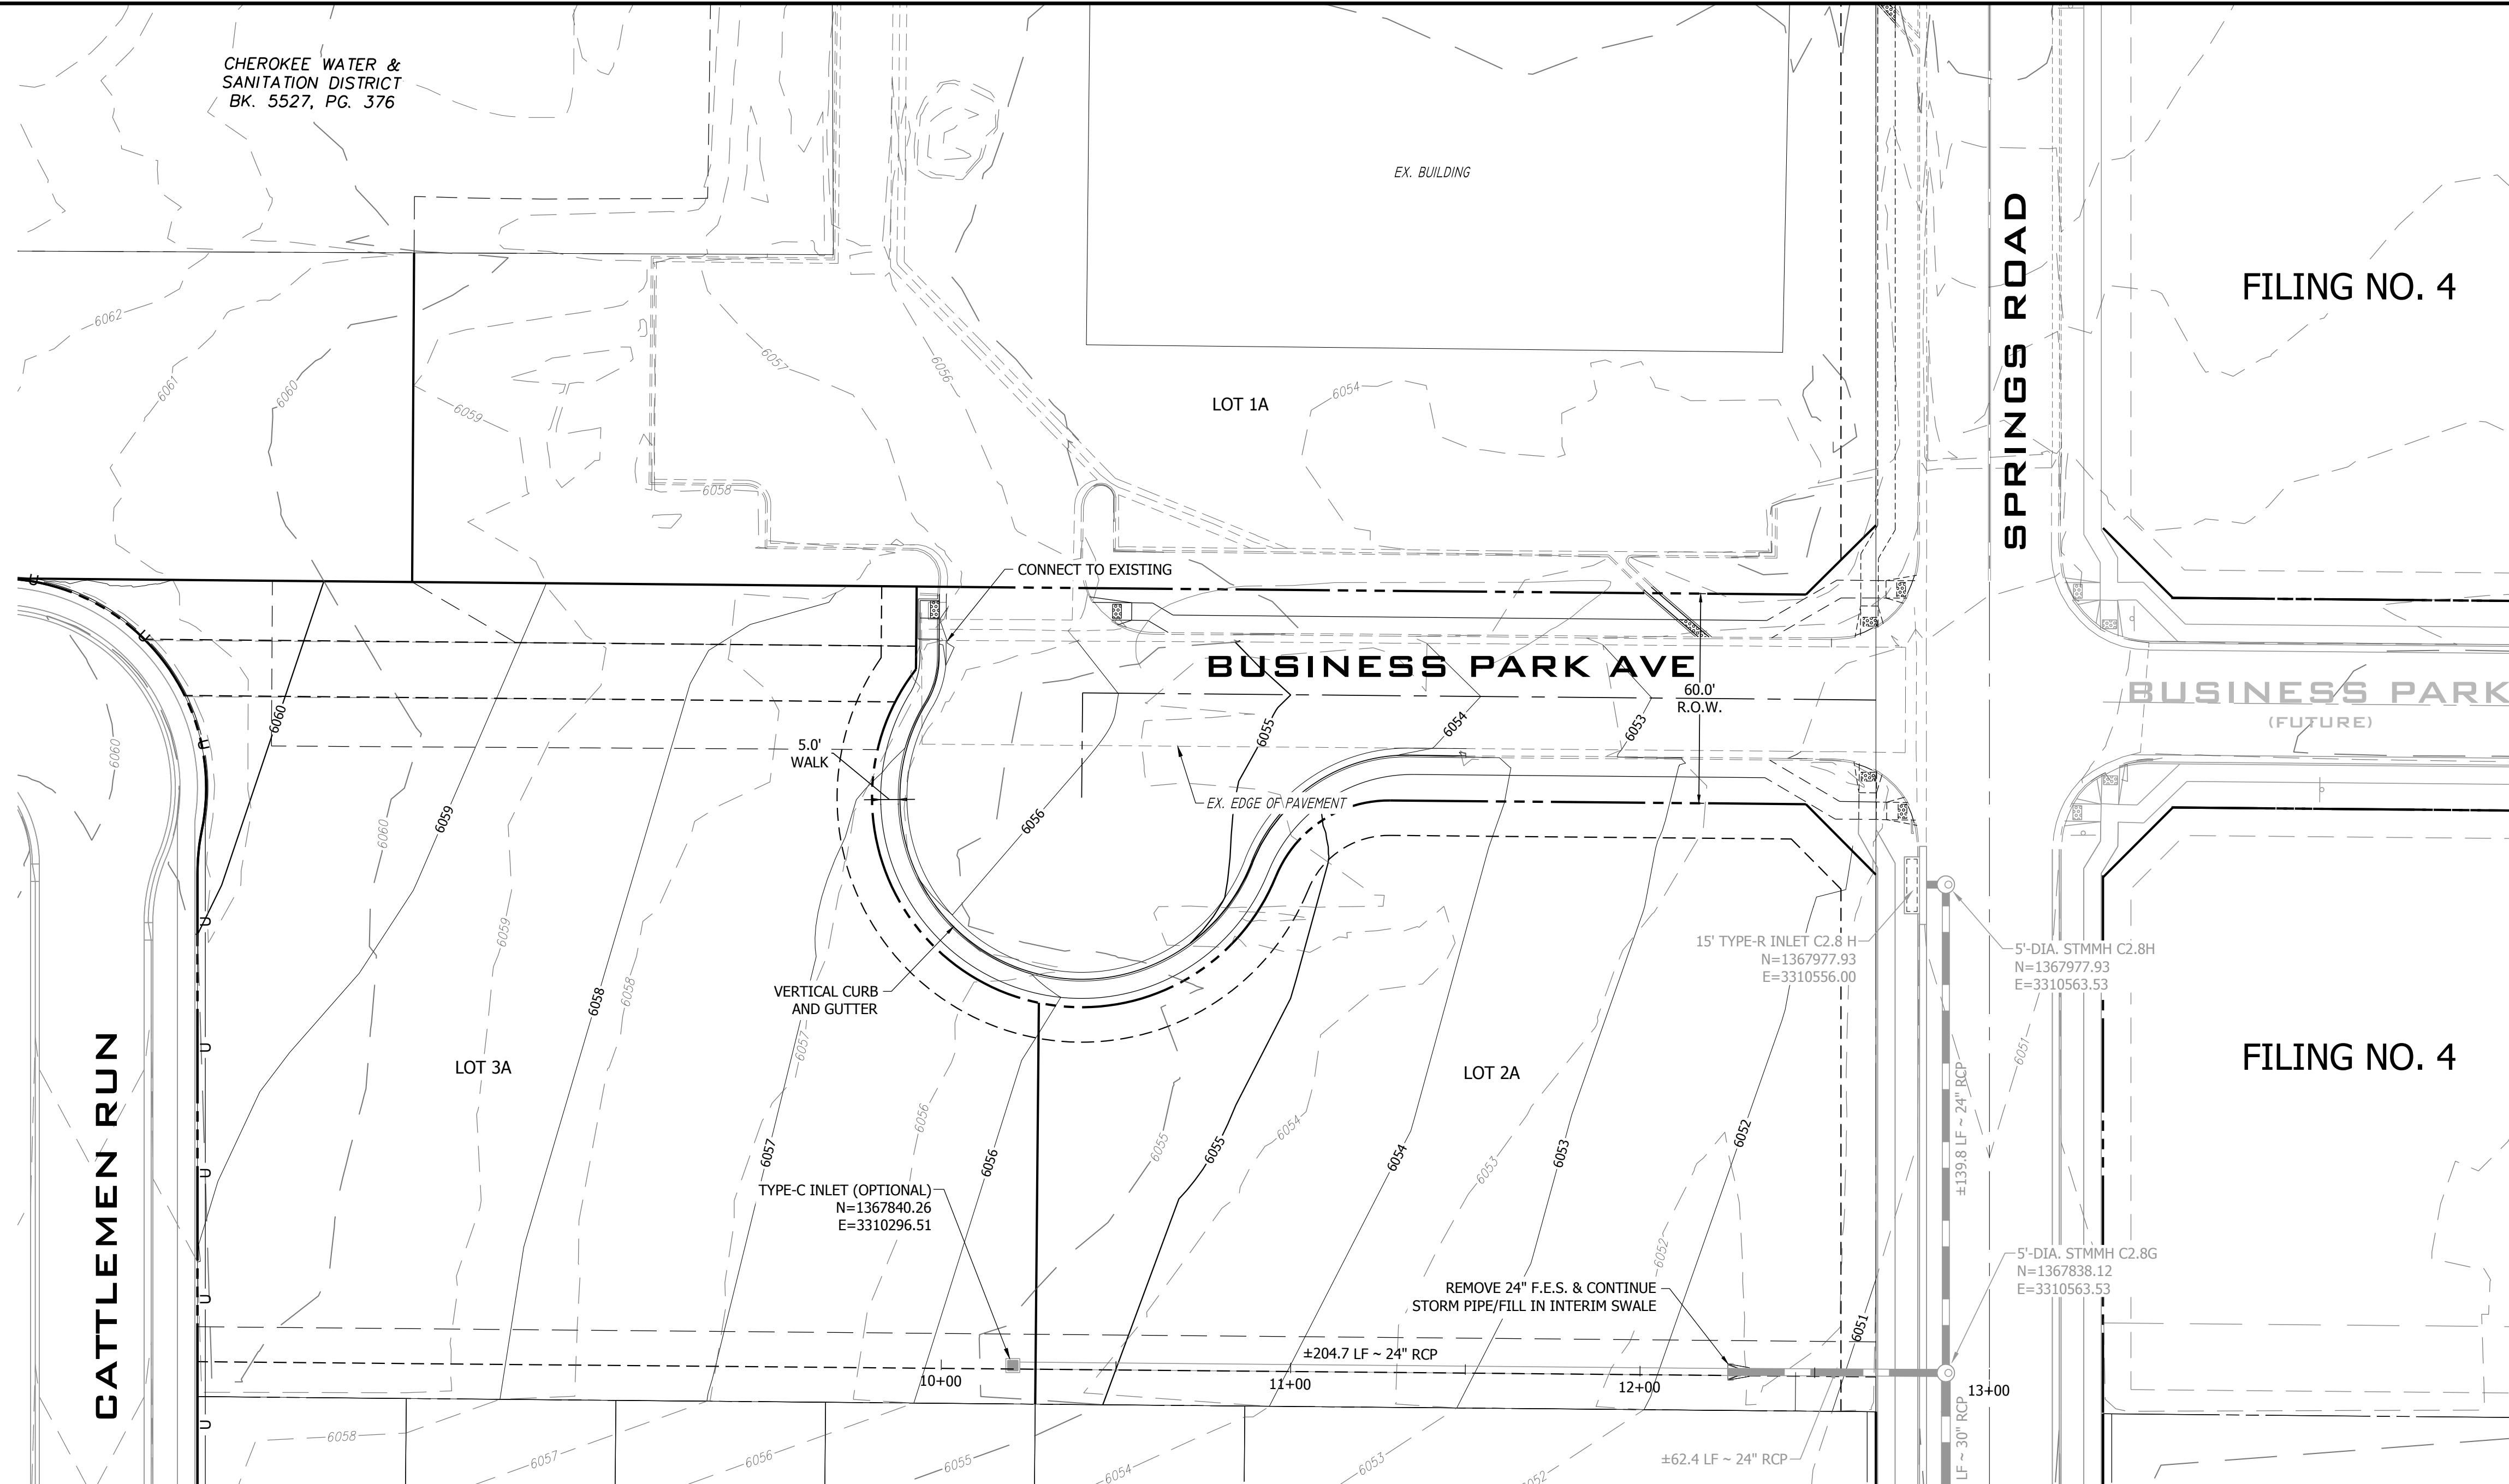 CHEROKEE WATER &
SANITATION DISTRICT
BK. 5527, PG. 376
EX. BUILDING
SPRINGS ROAD
FILING NO. 4
6062
6061
6060
6059
6057
6056
6054
LOT 1A
6058
CONNECT TO EXISTING
BUSINESS PARK AVE
60.0'
R.O.W.
BUSINESS PARK
(FUTURE)
5.0'
WALK
6060
6060
6059
6060
6055
6054
6053
6056
EX. EDGE OF PAVEMENT
6059
6058
6058
6057
VERTICAL CURB
AND GUTTER
15' TYPE-R INLET C2.8 H
N=1367977.93
E=3310556.00
5'-DIA. STMMH C2.8H
N=1367977.93
E=3310563.53
6051
CATTLEMEN RUN
LOT 3A
LOT 2A
FILING NO. 4
±139.8 LF ~ 24" RCP
6057
6056
6056
6055
6055
6054
6054
6053
6053
6052
6052
6051
TYPE-C INLET (OPTIONAL)
N=1367840.26
E=3310296.51
REMOVE 24" F.E.S. & CONTINUE
STORM PIPE/FILL IN INTERIM SWALE
5'-DIA. STMMH C2.8G
N=1367838.12
E=3310563.53
±204.7 LF ~ 24" RCP
10+00
11+00
12+00
13+00
6058
6057
6056
6055
6054
6053
±62.4 LF ~ 24" RCP
LF ~ 30" RCP
U
U
U
U
U
U
U
U